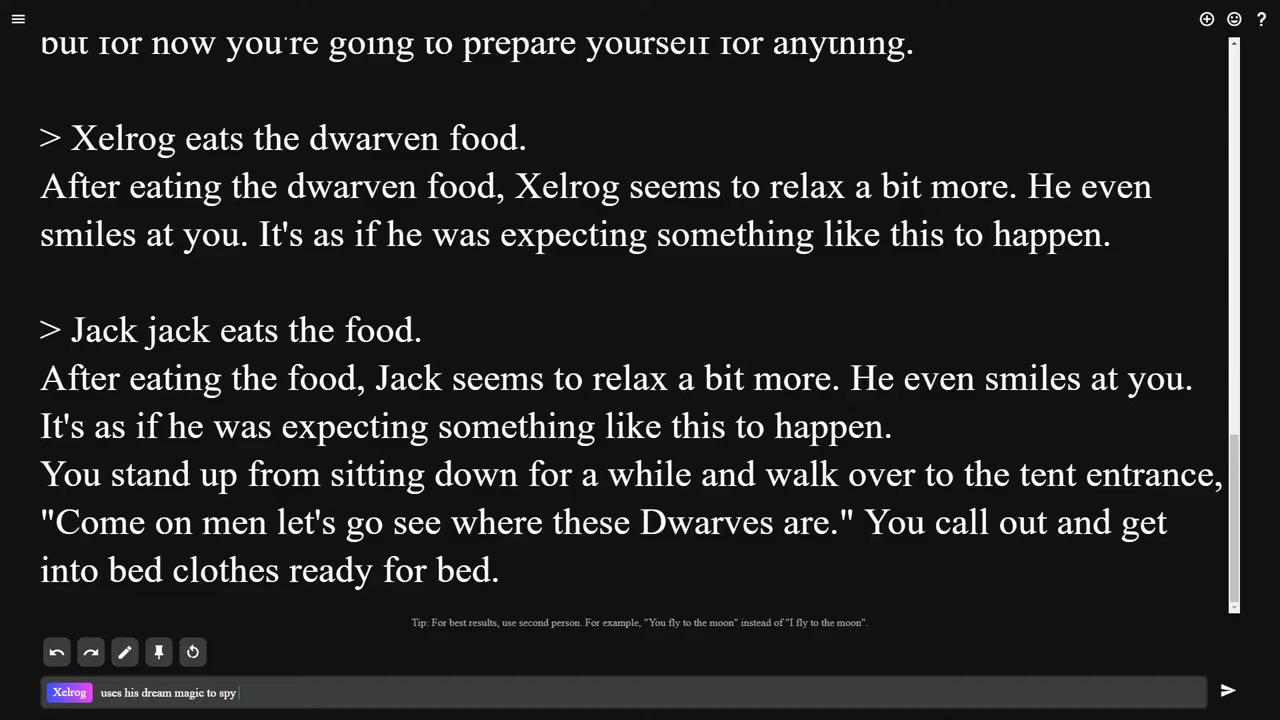 but for now you're going to prepare yourself for anything.
> Xelrog eats the dwarven food.
After eating the dwarven food, Xelrog seems to relax a bit more. He even
smiles at you. It's as if he was expecting something like this to happen.
> Jack jack eats the food.
After eating the food, Jack seems to relax a bit more. He even smiles at you.
It's as if he was expecting something like this to happen.
You stand up from sitting down for a while and walk over to the tent entrance,
"Come on men let's go see where these Dwarves are." You call out and get
into bed clothes ready for bed.
Tip: For best results, use second person. For example, "You fly to the moon" instead of "I fly to the moon".
Xelrog uses his dream magic to spy